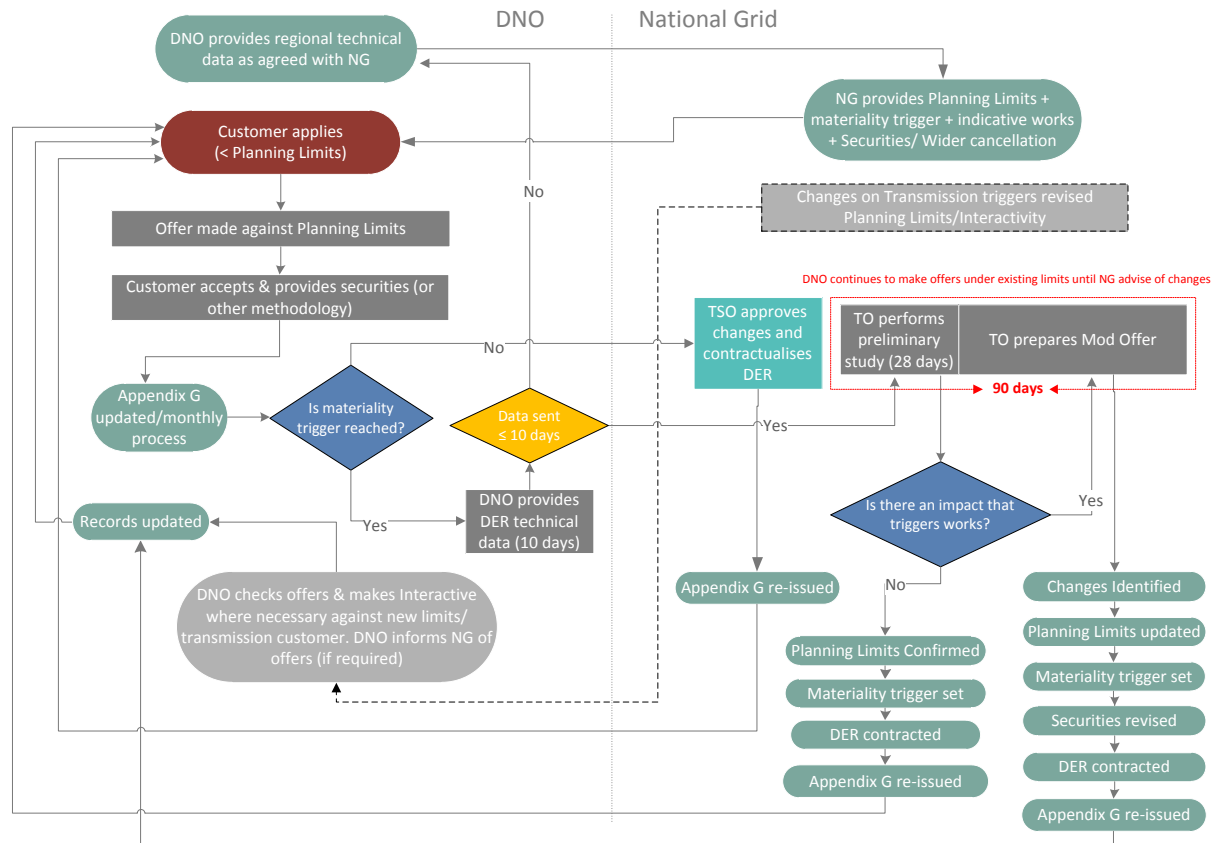 DNO
National Grid
DNO provides regional technical
data as agreed with NG
NG provides Planning Limits +
materiality trigger + indicative works
+ Securities/ Wider cancellation
Customer applies
(< Planning Limits)
No
Changes on Transmission triggers revised
Planning Limits/Interactivity
Offer made against Planning Limits
DNO continues to make offers under existing limits until NG advise of changes
Customer accepts & provides securities (or
other methodology)
TSO approves
changes and
contractualises
DER
TO performs
preliminary
study (28 days)
TO prepares Mod Offer
No
90 days
Appendix G
updated/monthly
process
Is materiality
trigger reached?
Data sent
≤ 10 days
Yes
Yes
DNO provides
DER technical
data (10 days)
Is there an impact that
triggers works?
Yes
Records updated
No
DNO checks offers & makes Interactive
where necessary against new limits/
transmission customer. DNO informs NG of
offers (if required)
Appendix G re-issued
Planning Limits Confirmed
Materiality trigger set
DER contracted
Appendix G re-issued
Changes Identified
Planning Limits updated
Materiality trigger set
Securities revised
DER contracted
Appendix G re-issued